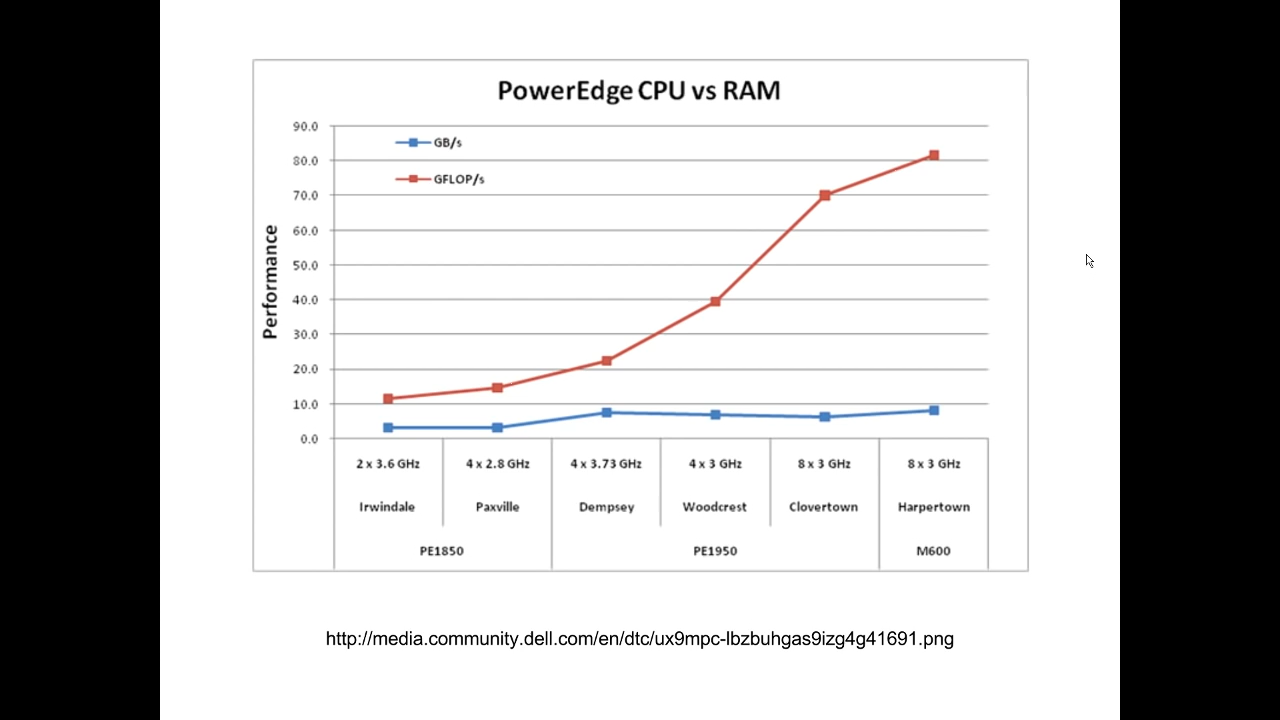 PowerEdge CPU vs RAM
90.0
80.0
70.0
60.0
50.0
40.0
30.0
20.0
10.0
0.0
GB/s
GFLOP/s
Performance
2 x 3.6 GHz 4 x 2.8 GHz 4 x 3.73 GHz 4 x 3 GHz 8 x 3 GHz 8 x 3 GHz
Irwindale Paxville Dempsey Woodcrest Clovertown Harpertown
PE1850 PE1950 M600
http://media.community.dell.com/en/dtc/ux9mpc-lbzbuhgas9izg4g41691.png